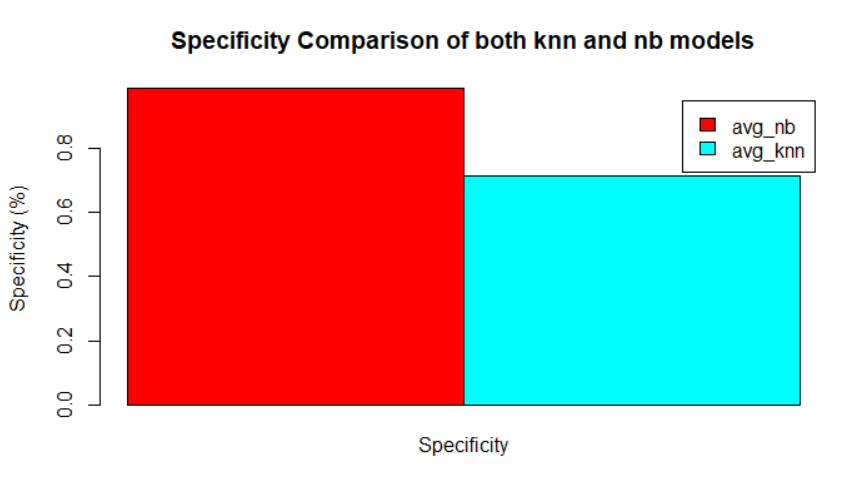 Specificity Comparison of both knn and nb models
avg_nb
avg_knn
Specificity (%)
0.8
0.6
0.4
0.2
0.0
Specificity